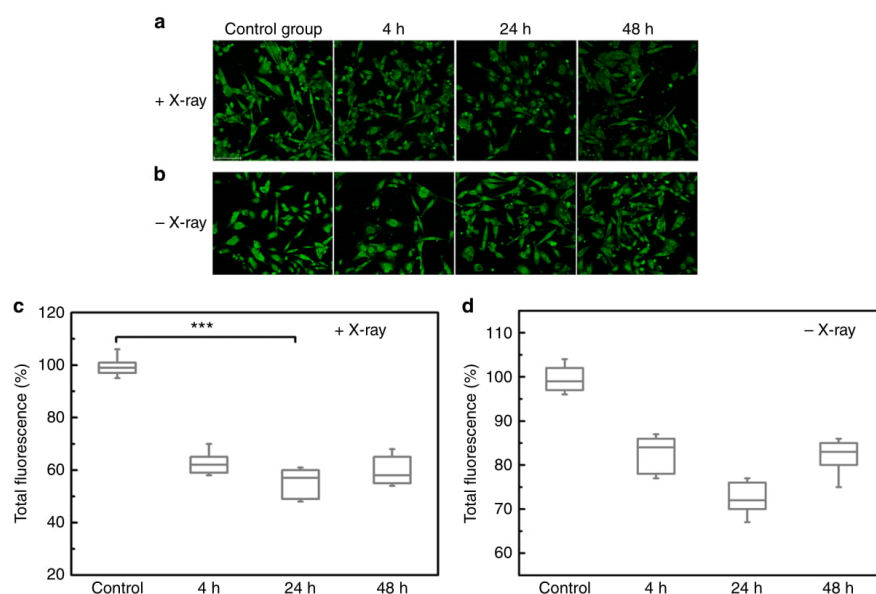 a
Control group 4 h 24 h 48 h
+ X-ray
b
– X-ray
c
120
100
80
60
40
20
Total fluorescence (%)
***
+ X-ray
Control 4 h 24 h 48 h
d
110
100
90
80
70
60
Total fluorescence (%)
– X-ray
Control 4 h 24 h 48 h